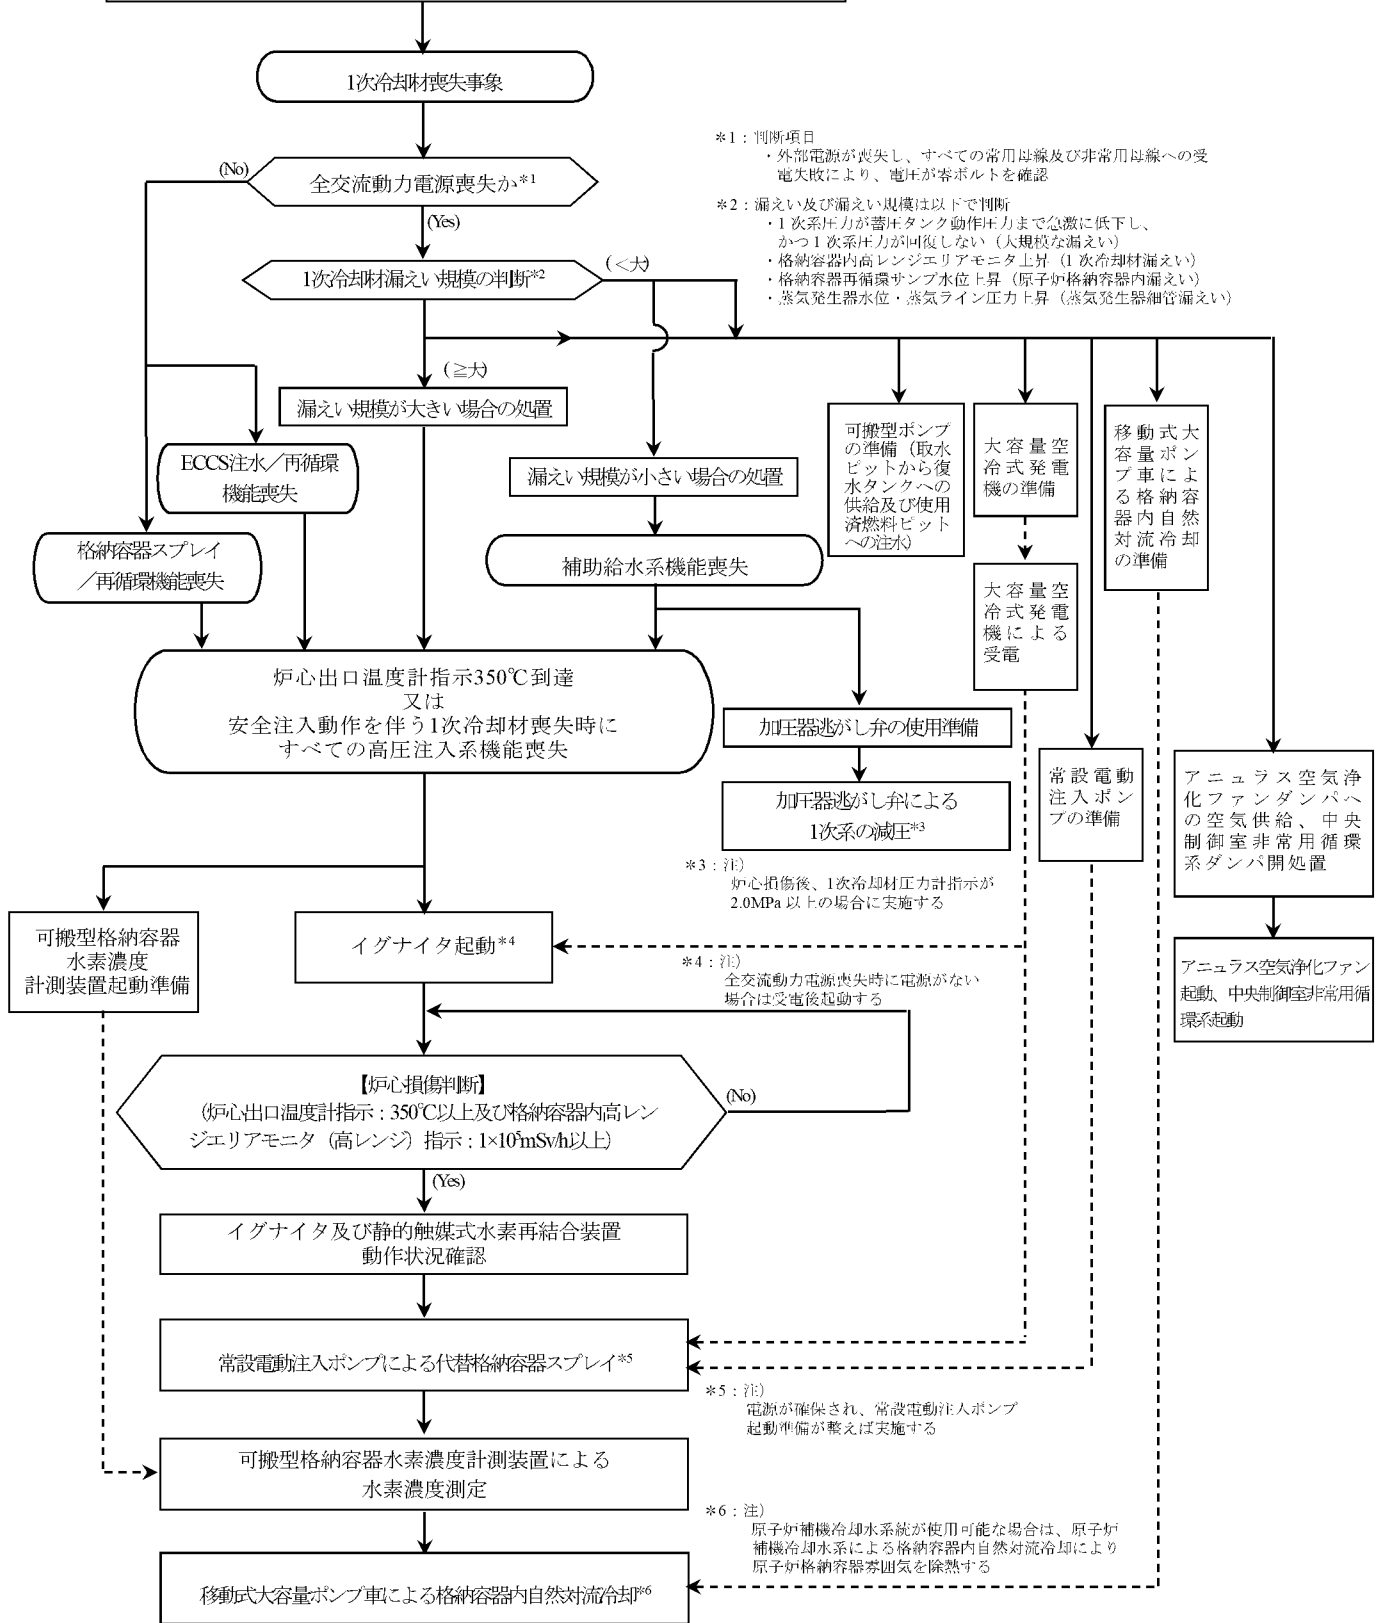 1次冷却材喪失事象
*1：判断項目
・外部電源が喪失し、すべての常用母線及び非常用母線への受
電失敗により、電圧が零ボルトを確認
(No)
全交流動力電源喪失か*1
(Yes)
*2：漏えい及び漏えい規模は以下で判断
・1次系圧力が蓄圧タンク動作圧力まで急激に低下し、
かつ1次系圧力が回復しない（大規模な漏えい）
・格納容器内高レンジエリアモニタ上昇（1次冷却材漏えい）
・格納容器再循環サンプ水位上昇（原子炉格納容器内漏えい）
・蒸気発生器水位・蒸気ライン圧力上昇（蒸気発生器細管漏えい）
1次冷却材漏えい規模の判断*2
(＜大)
(≧大)
漏えい規模が大きい場合の処置
ECCS注水／再循環
機能喪失
格納容器スプレイ
／再循環機能喪失
漏えい規模が小さい場合の処置
補助給水系機能喪失
可搬型ポンプ
の準備（取水
ピットから復
水タンクへの
供給及び使用
済燃料ピット
への注水）
大容量空
冷式発電
機の準備
大容量空
冷式発電
機による
受電
移動式大
容量ポン
プ車によ
る格納容
器内自然
対流冷却
の準備
炉心出口温度計指示350℃到達
又は
安全注入動作を伴う1次冷却材喪失時に
すべての高圧注入系機能喪失
加圧器逃がし弁の使用準備
加圧器逃がし弁による
1次系の減圧*3
常設電動
注入ポン
プの準備
アニュラス空気浄
化ファンダンパへ
の空気供給、中央
制御室非常用循環
系ダンパ開処置
*3：注）
炉心損傷後、1次冷却材圧力計指示が
2.0MPa 以上の場合に実施する
可搬型格納容器
水素濃度
計測装置起動準備
イグナイタ起動*4
*4：注）
全交流動力電源喪失時に電源がない
場合は受電後起動する
アニュラス空気浄化ファン
起動、中央制御室非常用循
環系起動
【炉心損傷判断】
（炉心出口温度計指示：350℃以上及び格納容器内高レン
ジエリアモニタ（高レンジ）指示：1×10⁵mSv/h以上）
(No)
(Yes)
イグナイタ及び静的触媒式水素再結合装置
動作状況確認
常設電動注入ポンプによる代替格納容器スプレイ*5
*5：注）
電源が確保され、常設電動注入ポンプ
起動準備が整えば実施する
可搬型格納容器水素濃度計測装置による
水素濃度測定
*6：注）
原子炉補機冷却水系統が使用可能な場合は、原子炉
補機冷却水系による格納容器内自然対流冷却により
原子炉格納容器雰囲気を除熱する
移動式大容量ポンプ車による格納容器内自然対流冷却*6